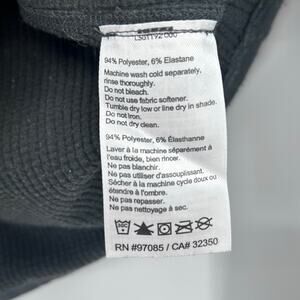 94% Polyester, 6% Elastane
Machine wash cold separately,
rinse thoroughly.
Do not bleach.
Do not use fabric softener.
Tumble dry low or line dry in shade.
Do not iron.
Do not dry clean.
94% Polyester, 6% Élasthanne
Laver à la machine séparément à
l'eau froide, bien rincer.
Ne pas blanchir.
Ne pas utiliser d'assouplissant.
Sécher à la machine cycle doux ou
étendre à l'ombre.
Ne pas repasser.
Ne pas nettoyage à sec.
RN #97085 / CA# 32350